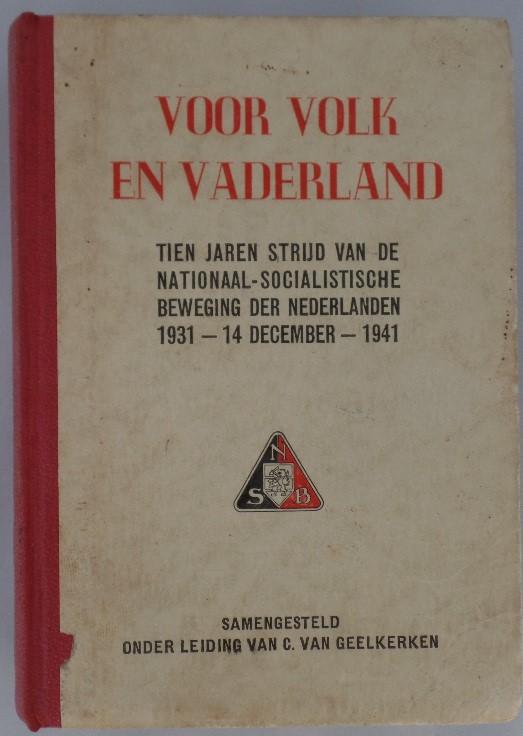 VOOR VOLK
EN VADERLAND
TIEN JAREN STRIJD VAN DE
NATIONAAL-SOCIALISTISCHE
BEWEGING DER NEDERLANDEN
1931 — 14 DECEMBER — 1941
N
S B
SAMENGESTELD
ONDER LEIDING VAN C. VAN GEELKERKEN